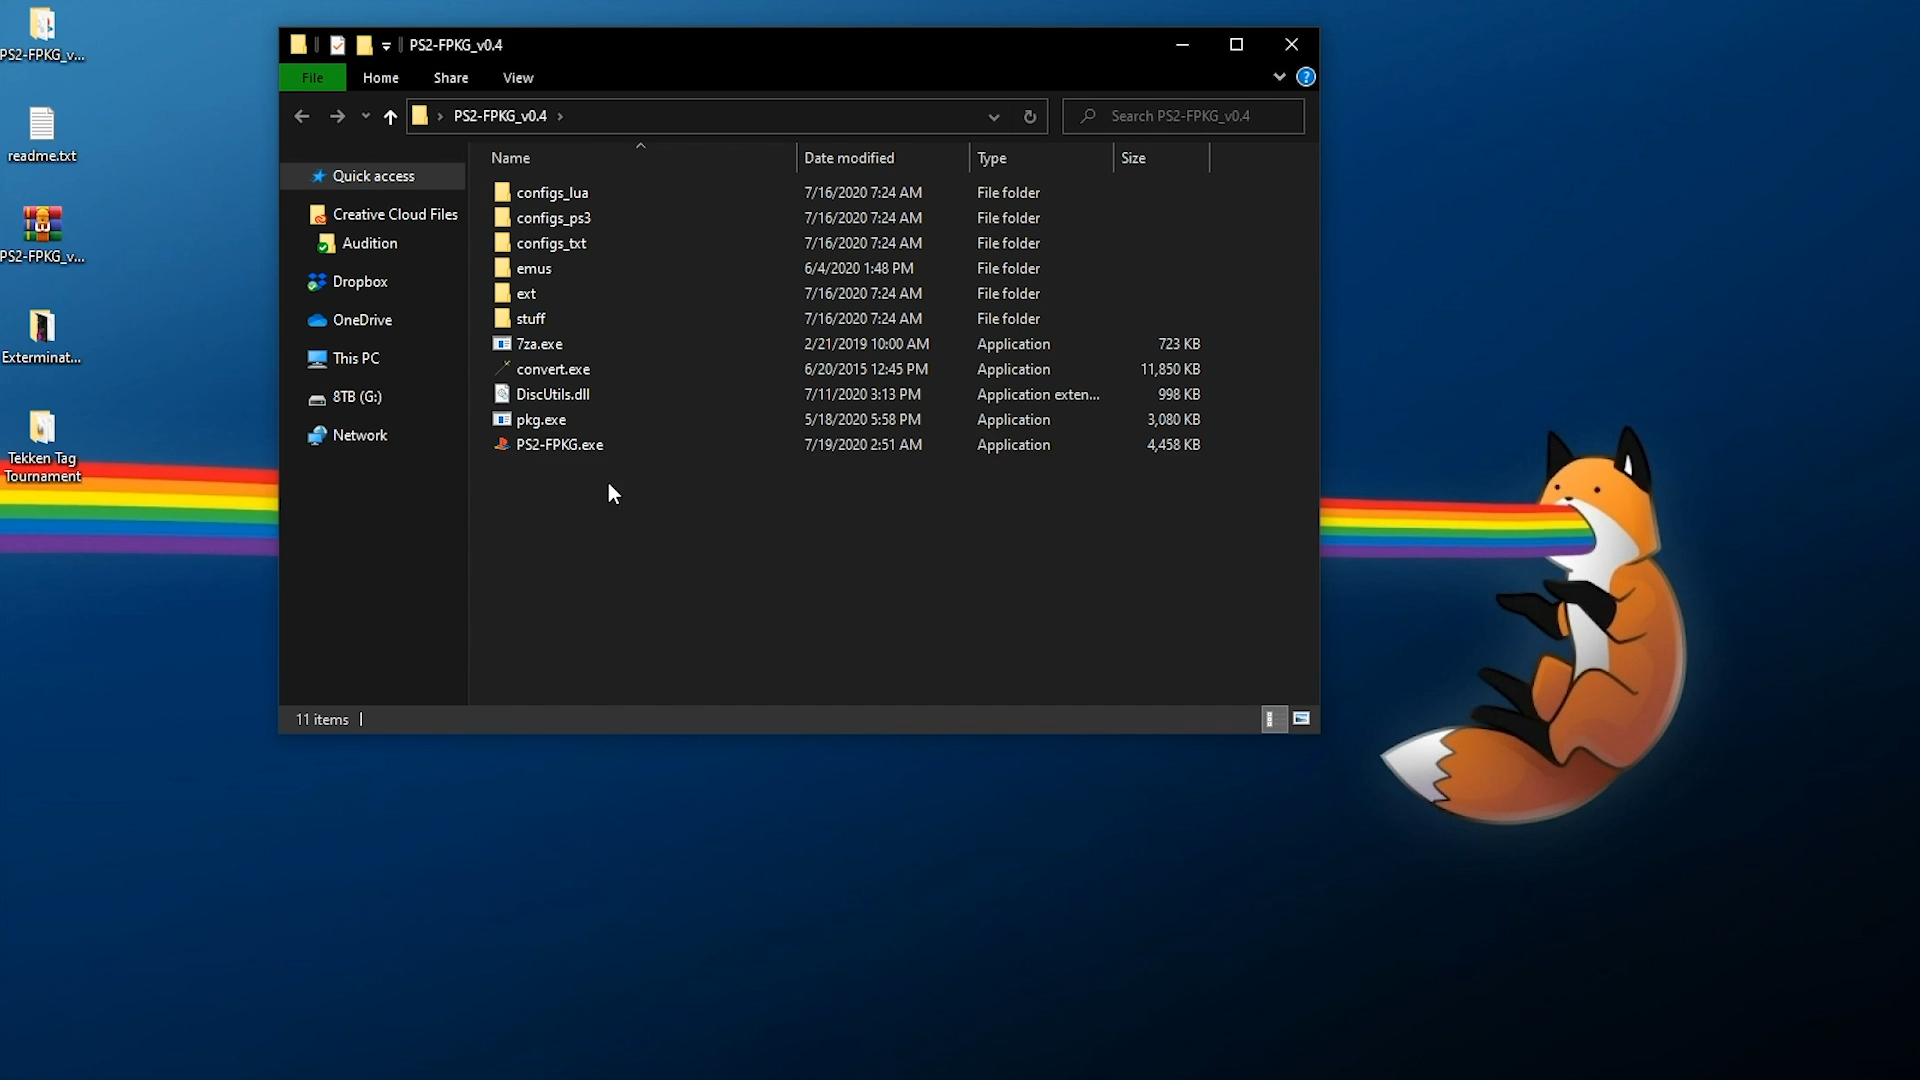 PS2-FPKG_v...
readme.txt
PS2-FPKG_v...
Exterminat...
Tekken Tag
Tournament
PS2-FPKG_v0.4
File Home Share View
PS2-FPKG_v0.4
Search PS2-FPKG_v0.4
Quick access
Creative Cloud Files
Audition
Dropbox
OneDrive
This PC
8TB (G:)
Network
Name Date modified Type Size
configs_lua 7/16/2020 7:24 AM File folder
configs_ps3 7/16/2020 7:24 AM File folder
configs_txt 7/16/2020 7:24 AM File folder
emus 6/4/2020 1:48 PM File folder
ext 7/16/2020 7:24 AM File folder
stuff 7/16/2020 7:24 AM File folder
7za.exe 2/21/2019 10:00 AM Application 723 KB
convert.exe 6/20/2015 12:45 PM Application 11,850 KB
DiscUtils.dll 7/11/2020 3:13 PM Application exten... 998 KB
pkg.exe 5/18/2020 5:58 PM Application 3,080 KB
PS2-FPKG.exe 7/19/2020 2:51 AM Application 4,458 KB
11 items